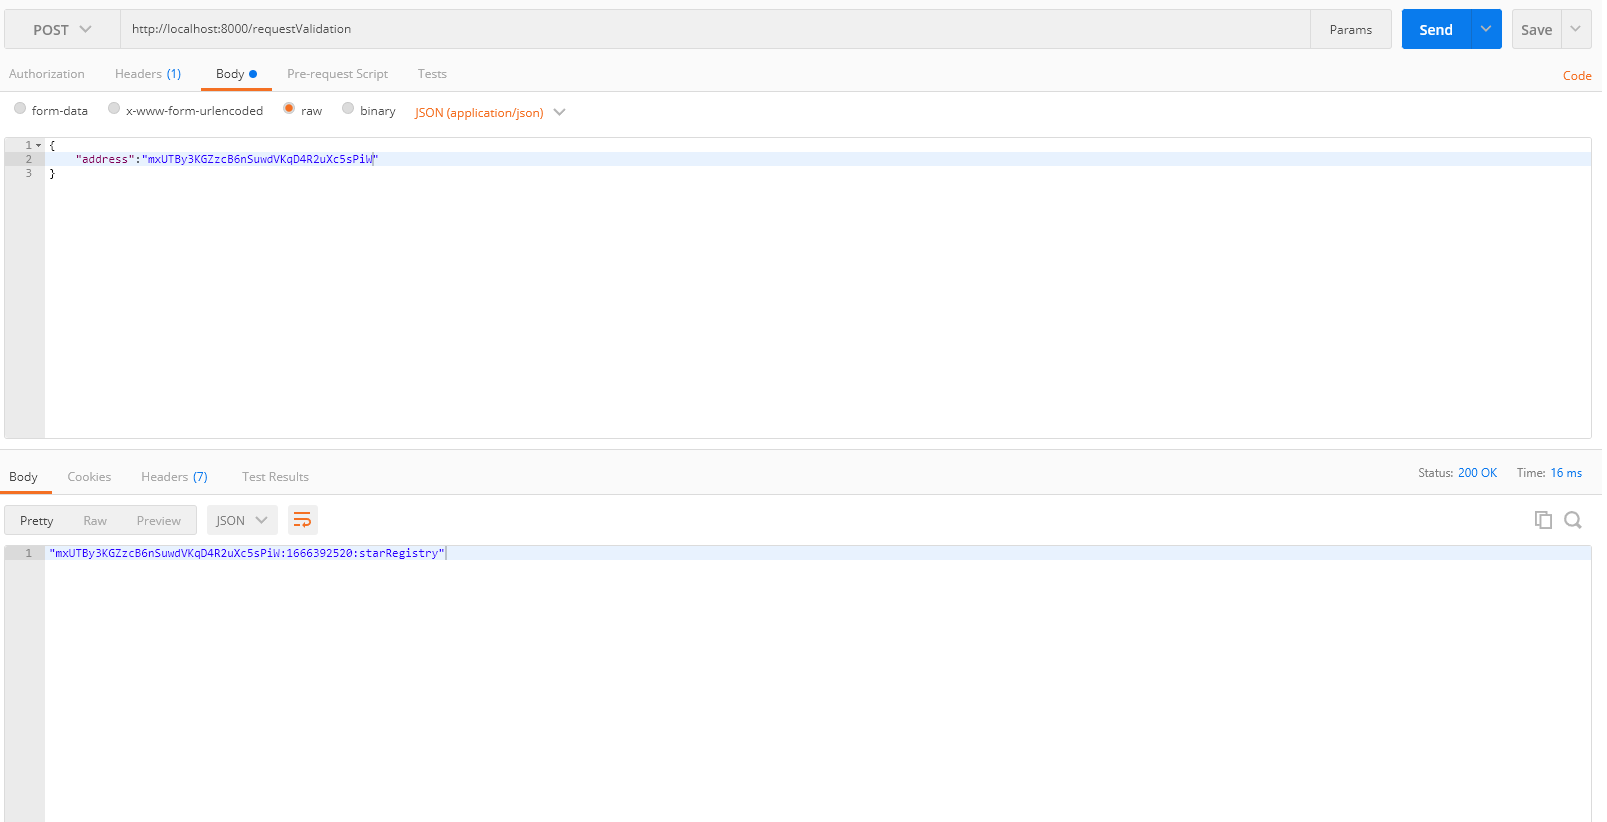 POST http://localhost:8000/requestValidation Params Send Save
Authorization Headers (1) Body Pre-request Script Tests Code
form-data x-www-form-urlencoded raw binary JSON (application/json)
1 {
2 "address":"mxUTBy3KGZzcB6nSuwdVKqD4R2uXc5sPiW"
3 }
Body Cookies Headers (7) Test Results Status: 200 OK Time: 16 ms
Pretty Raw Preview JSON
1 "mxUTBy3KGZzcB6nSuwdVKqD4R2uXc5sPiW:1666392520:starRegistry"